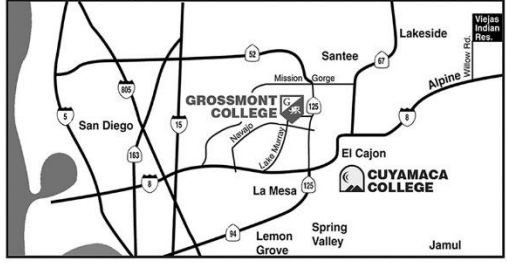 Viejas
Indian
Res.
Lakeside
Willow Rd.
52
Santee
67
Alpine
Mission Gorge
805
GROSSMONT
COLLEGE
G
125
8
5
San Diego
15
Navajo
Lake Murray
163
El Cajon
CUYAMACA
COLLEGE
8
La Mesa
125
94
Lemon
Grove
Spring
Valley
Jamul